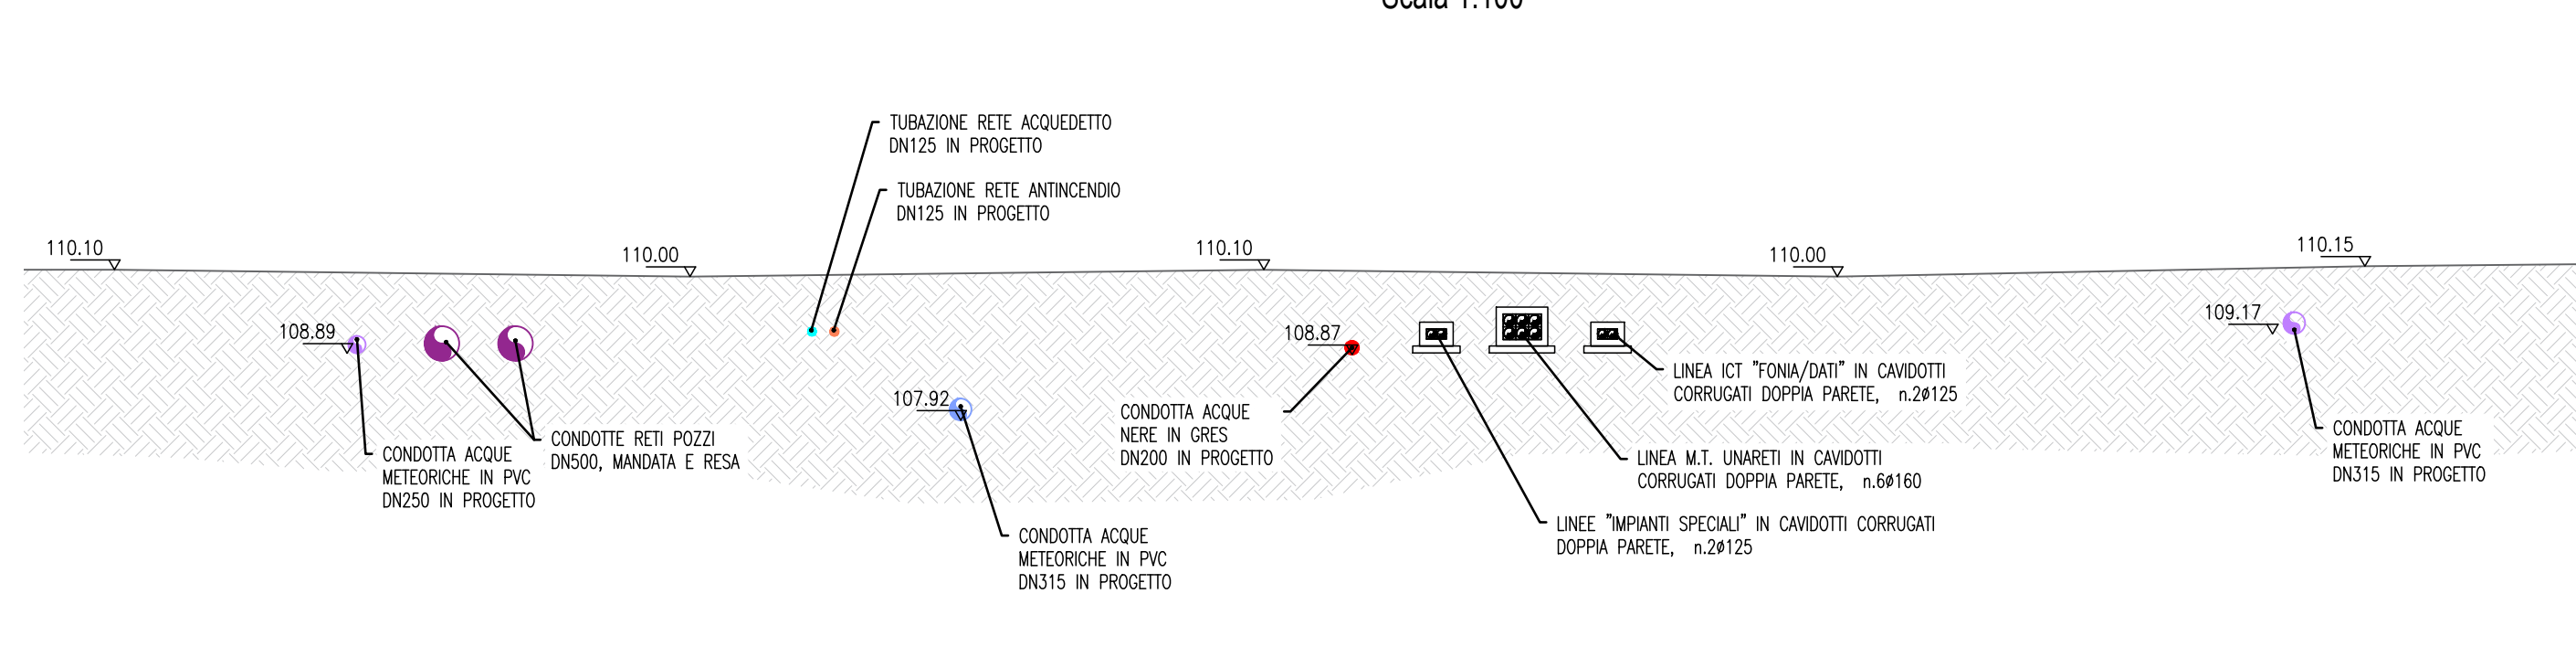 Scala 1:100
TUBAZIONE RETE ACQUEDETTO
DN125 IN PROGETTO
TUBAZIONE RETE ANTINCENDIO
DN125 IN PROGETTO
110.10
110.00
110.10
110.00
110.15
108.89
107.92
108.87
109.17
CONDOTTA ACQUE
METEORICHE IN PVC
DN250 IN PROGETTO
CONDOTTE RETI POZZI
DN500, MANDATA E RESA
CONDOTTA ACQUE
METEORICHE IN PVC
DN315 IN PROGETTO
CONDOTTA ACQUE
NERE IN GRES
DN200 IN PROGETTO
LINEA ICT "FONIA/DATI" IN CAVIDOTTI
CORRUGATI DOPPIA PARETE, n.2ø125
LINEA M.T. UNARETI IN CAVIDOTTI
CORRUGATI DOPPIA PARETE, n.6ø160
LINEE "IMPIANTI SPECIALI" IN CAVIDOTTI CORRUGATI
DOPPIA PARETE, n.2ø125
CONDOTTA ACQUE
METEORICHE IN PVC
DN315 IN PROGETTO